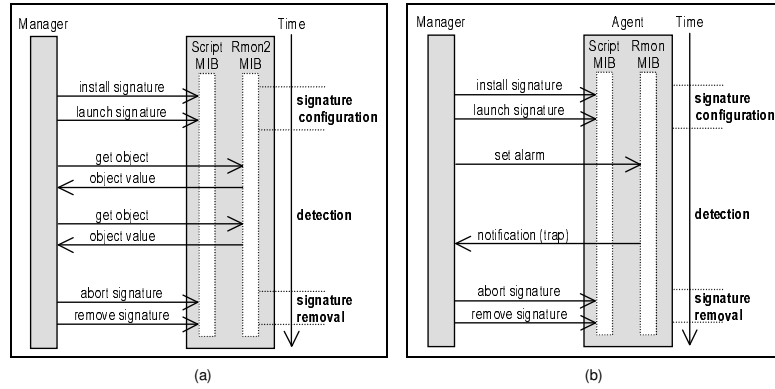 Manager
Time
Script
MIB
Rmon2
MIB
install signature
launch signature
signature
configuration
get object
object value
get object
object value
detection
abort signature
remove signature
signature
removal
(a)
Manager
Agent
Time
Script
MIB
Rmon
MIB
install signature
launch signature
signature
configuration
set alarm
detection
notification (trap)
abort signature
remove signature
signature
removal
(b)